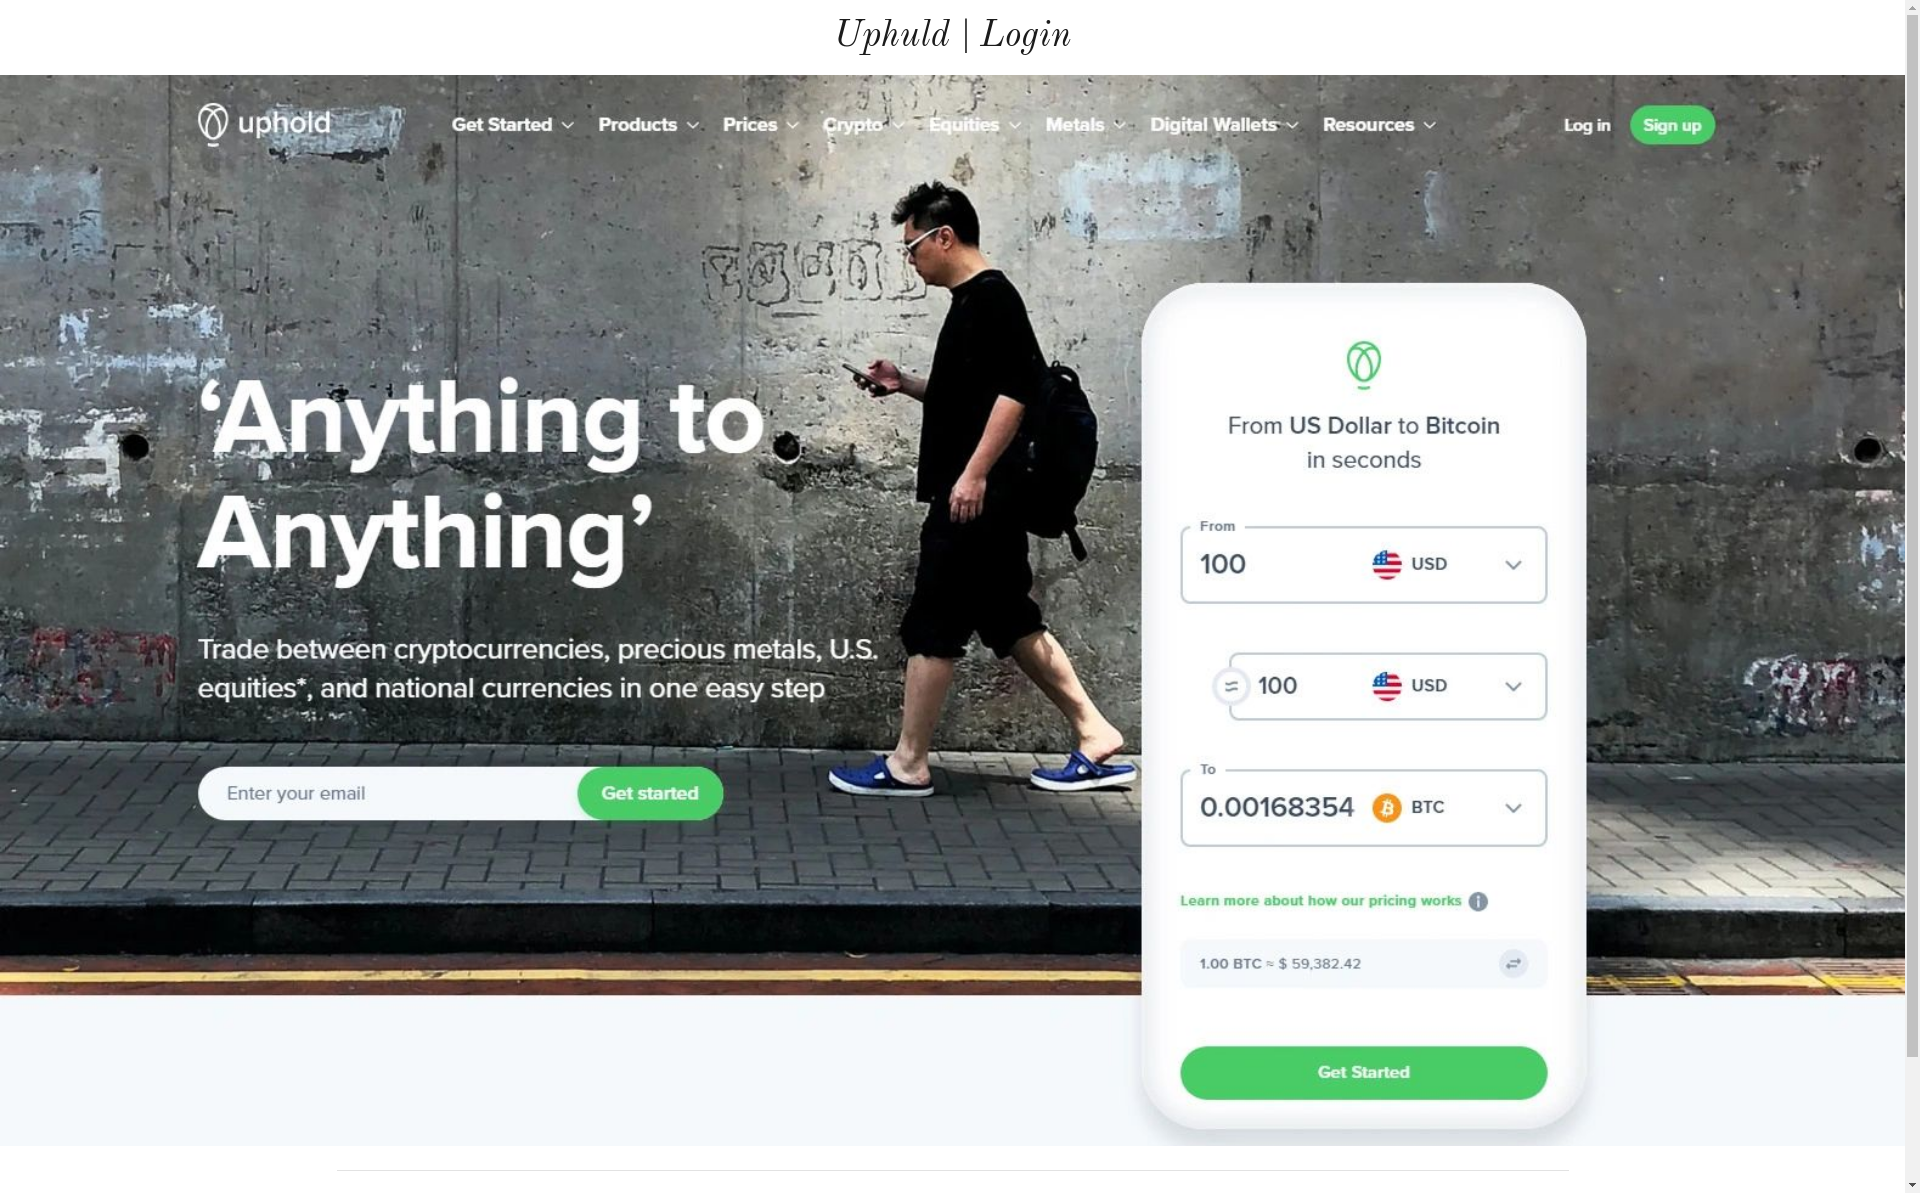 Uphuld | Login
uphold
Get Started Products Prices Crypto Equities Metals Digital Wallets Resources Log in Sign up
‘Anything to
Anything’
Trade between cryptocurrencies, precious metals, U.S.
equities*, and national currencies in one easy step
Enter your email Get started
From US Dollar to Bitcoin
in seconds
From
100 USD
≈ 100 USD
To
0.00168354 BTC
Learn more about how our pricing works
1.00 BTC ≈ $ 59,382.42
Get Started